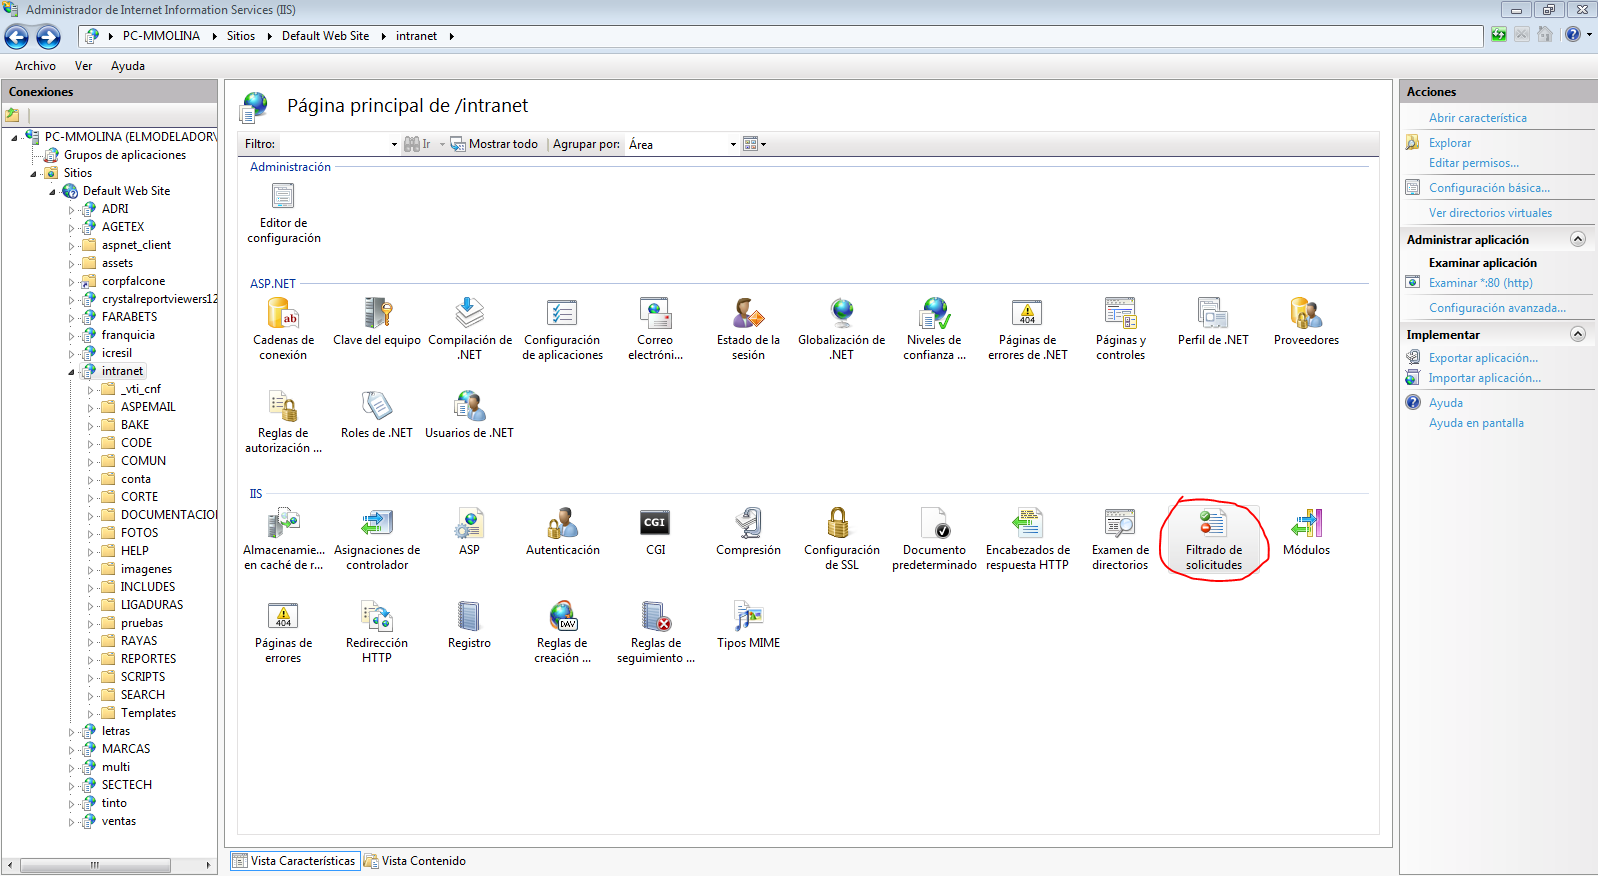 Administrador de Internet Information Services (IIS)
PC-MMOLINA
Sitios
Default Web Site
intranet
Archivo Ver Ayuda
Conexiones
PC-MMOLINA (ELMODELADOR\
Grupos de aplicaciones
Sitios
Default Web Site
ADRI
AGETEX
aspnet_client
assets
corpfalcone
crystalreportviewers12
FARABETS
franquicia
icresil
intranet
_vti_cnf
ASPEMAIL
BAKE
CODE
COMUN
conta
CORTE
DOCUMENTACION
FOTOS
HELP
imagenes
INCLUDES
LIGADURAS
pruebas
RAYAS
REPORTES
SCRIPTS
SEARCH
Templates
letras
MARCAS
multi
SECTECH
tinto
ventas
Página principal de /intranet
Filtro: Ir Mostrar todo Agrupar por: Área
Administración
Editor de
configuración
ASP.NET
Cadenas de
conexión
Clave del equipo
Compilación de
.NET
Configuración
de aplicaciones
Correo
electróni...
Estado de la
sesión
Globalización de
.NET
Niveles de
confianza ...
404
Páginas de
errores de .NET
Páginas y
controles
Perfil de .NET
Proveedores
Reglas de
autorización ...
Roles de .NET
Usuarios de .NET
IIS
Almacenamie...
en caché de r...
Asignaciones de
controlador
ASP
Autenticación
CGI
CGI
Compresión
Configuración
de SSL
Documento
predeterminado
Encabezados de
respuesta HTTP
Examen de
directorios
Filtrado de
solicitudes
Módulos
404
Páginas de
errores
Redirección
HTTP
Registro
DAV
Reglas de
creación ...
Reglas de
seguimiento ...
Tipos MIME
Vista Características Vista Contenido
Acciones
Abrir característica
Explorar
Editar permisos...
Configuración básica...
Ver directorios virtuales
Administrar aplicación
Examinar aplicación
Examinar *:80 (http)
Configuración avanzada...
Implementar
Exportar aplicación...
Importar aplicación...
Ayuda
Ayuda en pantalla